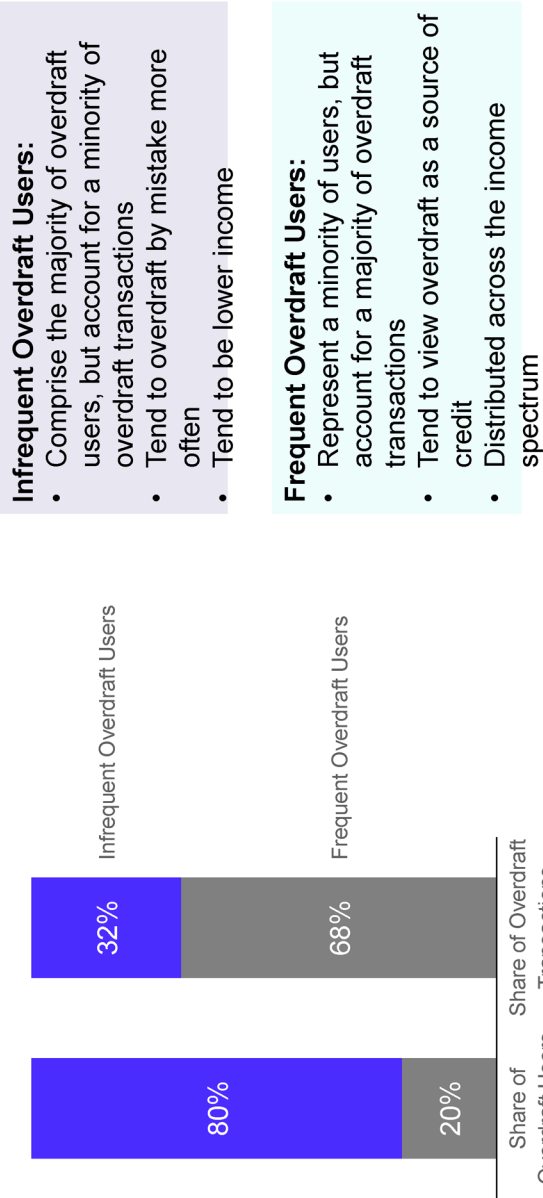 80%
20%
32%
68%
Share of
Overdraft Users
Share of Overdraft
Transactions
Infrequent Overdraft Users
Frequent Overdraft Users
Infrequent Overdraft Users:
• Comprise the majority of overdraft
users, but account for a minority of
overdraft transactions
• Tend to overdraft by mistake more
often
• Tend to be lower income
Frequent Overdraft Users:
• Represent a minority of users, but
account for a majority of overdraft
transactions
• Tend to view overdraft as a source of
credit
• Distributed across the income
spectrum